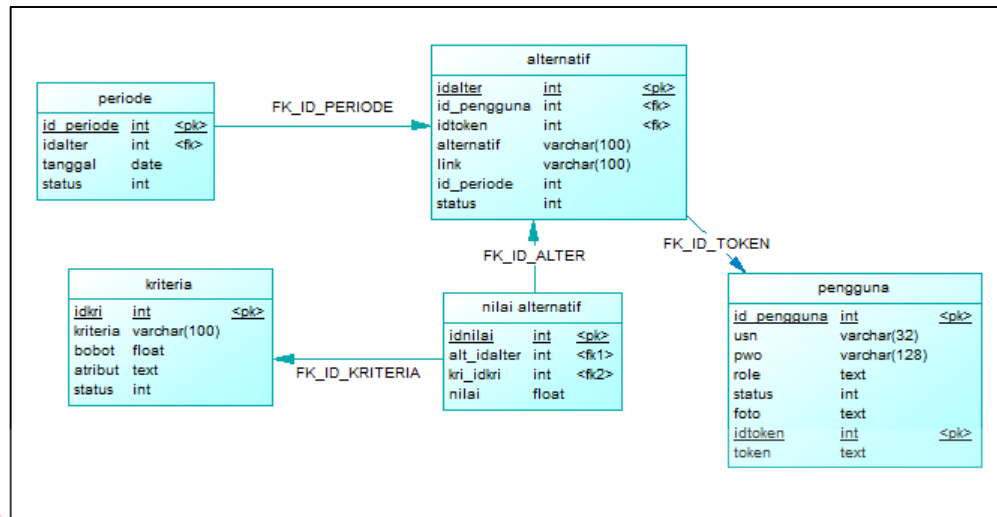 alternatif
idalter int <pk>
id_pengguna int <fk>
idtoken int <fk>
alternatif varchar(100)
link varchar(100)
id_periode int
status int
periode
id_periode int <pk>
idalter int <fk>
tanggal date
status int
FK_ID_PERIODE
FK_ID_TOKEN
FK_ID_ALTER
kriteria
idkri int <pk>
kriteria varchar(100)
bobot float
atribut text
status int
FK_ID_KRITERIA
nilai alternatif
idnilai int <pk>
alt_idalter int <fk1>
kri_idkri int <fk2>
nilai float
pengguna
id_pengguna int <pk>
usn varchar(32)
pwo varchar(128)
role text
status int
foto text
idtoken int <pk>
token text